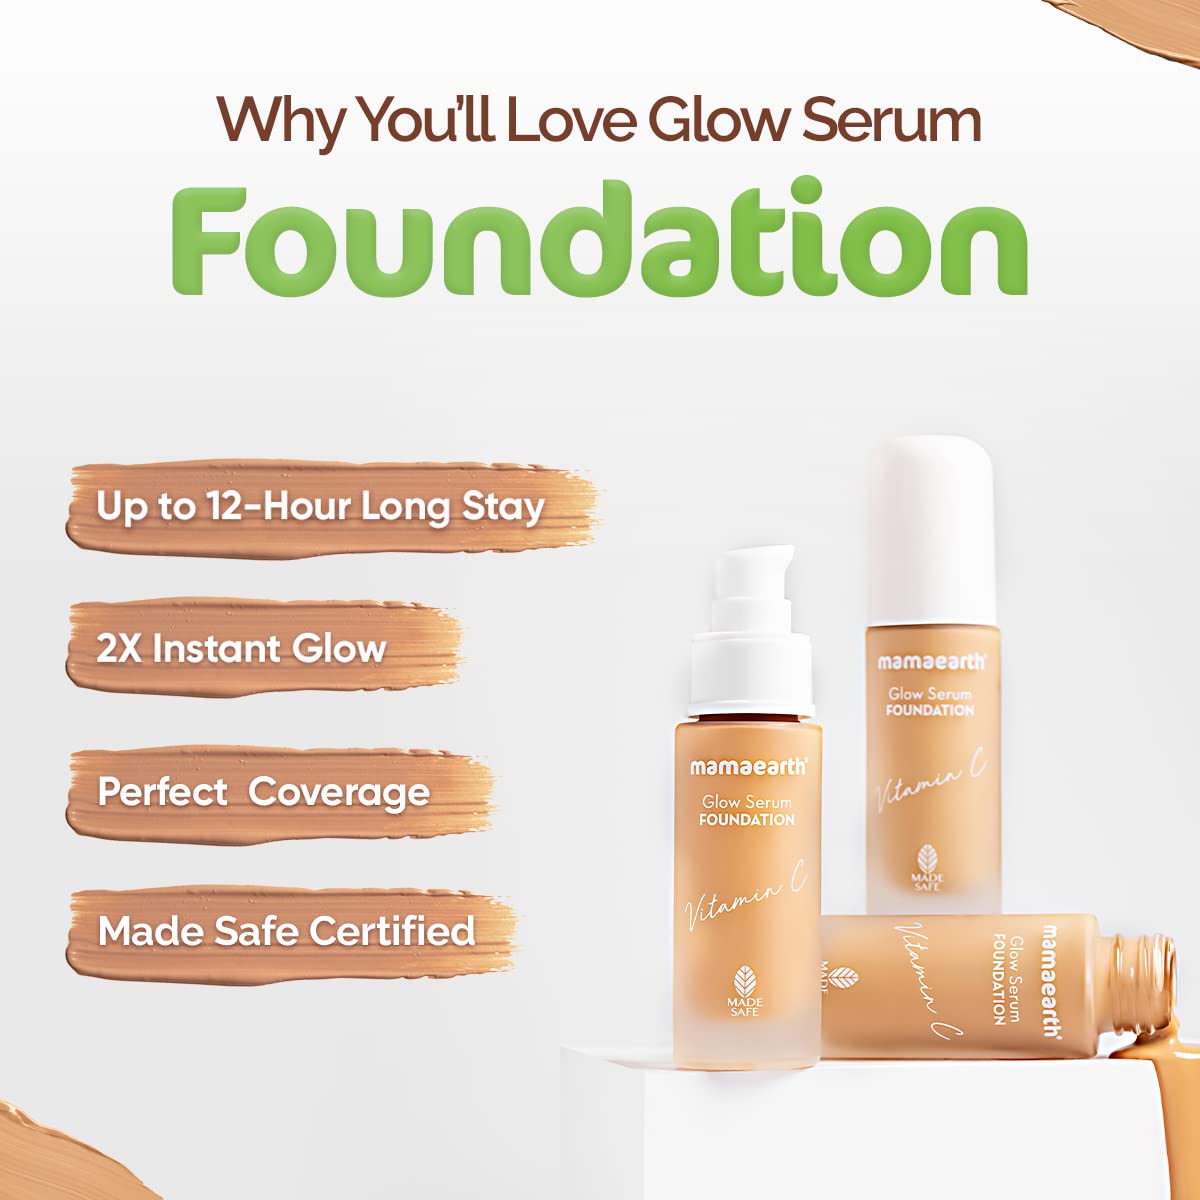 Why You'll Love Glow Serum
Foundation
Up to 12-Hour Long Stay
2X Instant Glow
Perfect Coverage
Made Safe Certified
mamaearth®
Glow Serum
FOUNDATION
Vitamin C
MADE
SAFE
mamaearth®
Glow Serum
FOUNDATION
Vitamin C
MADE
SAFE
mamaearth®
Glow Serum
FOUNDATION
Vitamin C
MADE